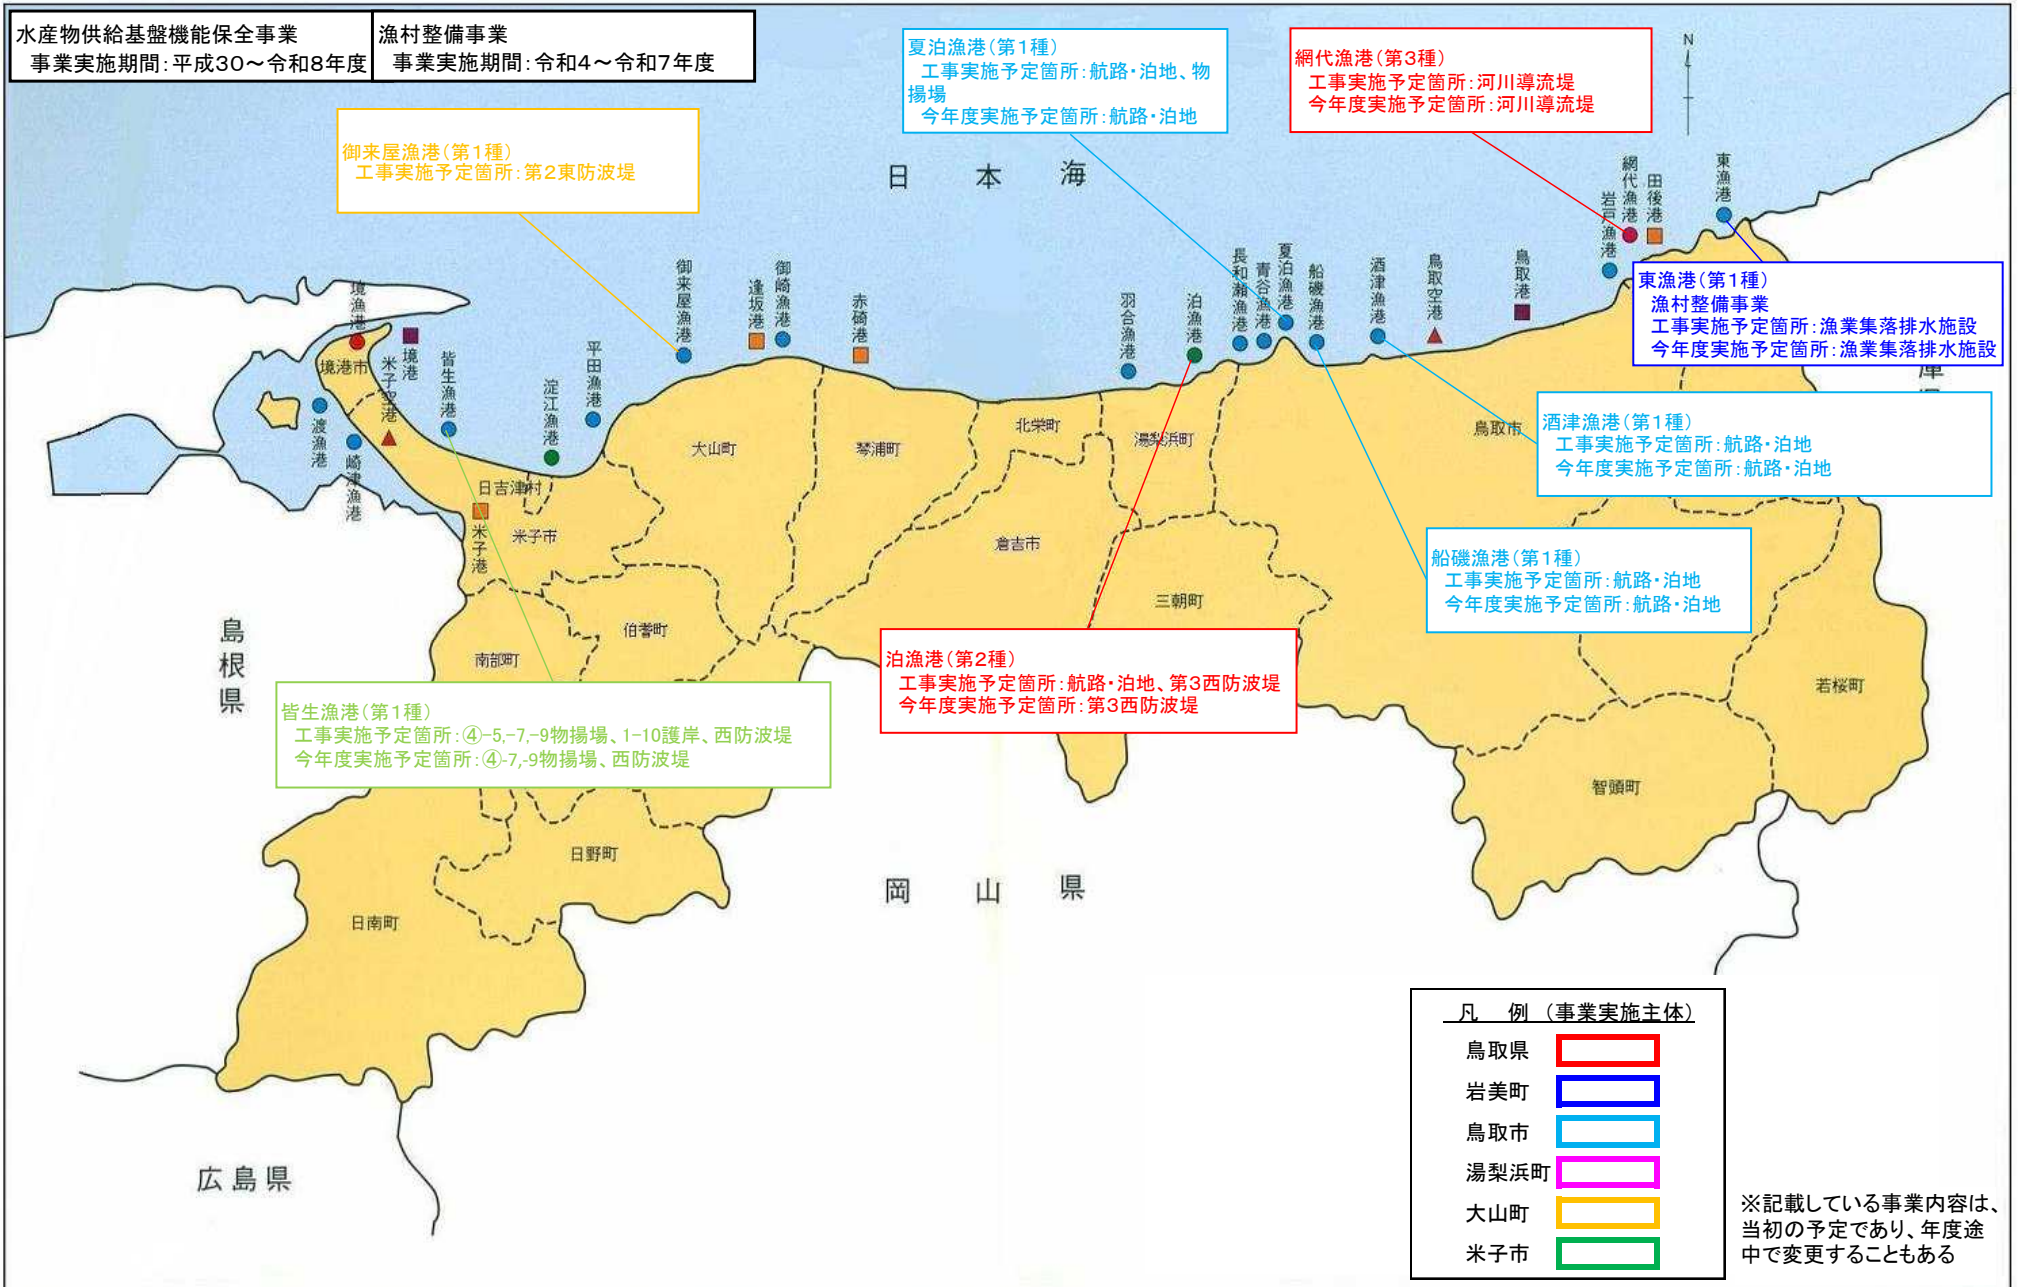 水産物供給基盤機能保全事業
事業実施期間:平成30～令和8年度
漁村整備事業
事業実施期間:令和4～令和7年度
夏泊漁港(第1種)
工事実施予定箇所:航路・泊地、物
揚場
今年度実施予定箇所:航路・泊地
網代漁港(第3種)
工事実施予定箇所:河川導流堤
今年度実施予定箇所:河川導流堤
N
御来屋漁港(第1種)
工事実施予定箇所:第2東防波堤
日本海
東漁港
網代漁港
田後港
岩戸漁港
東漁港(第1種)
漁村整備事業
工事実施予定箇所:漁業集落排水施設
今年度実施予定箇所:漁業集落排水施設
境漁港
境港
境港市
米子空港
皆生漁港
渡漁港
崎津漁港
淀江漁港
平田漁港
御来屋漁港
逢坂港
御崎漁港
赤碕港
羽合漁港
泊漁港
長和瀬漁港
青谷漁港
夏泊漁港
船磯漁港
酒津漁港
鳥取空港
鳥取港
庫
酒津漁港(第1種)
工事実施予定箇所:航路・泊地
今年度実施予定箇所:航路・泊地
日吉津村
米子港
米子市
大山町
琴浦町
北栄町
湯梨浜町
鳥取市
倉吉市
三朝町
船磯漁港(第1種)
工事実施予定箇所:航路・泊地
今年度実施予定箇所:航路・泊地
島根県
南部町
伯耆町
泊漁港(第2種)
工事実施予定箇所:航路・泊地、第3西防波堤
今年度実施予定箇所:第3西防波堤
若桜町
皆生漁港(第1種)
工事実施予定箇所:④-5,-7,-9物揚場、1-10護岸、西防波堤
今年度実施予定箇所:④-7,-9物揚場、西防波堤
智頭町
日野町
日南町
岡山県
広島県
凡 例 (事業実施主体)
鳥取県
岩美町
鳥取市
湯梨浜町
大山町
米子市
※記載している事業内容は、
当初の予定であり、年度途
中で変更することもある